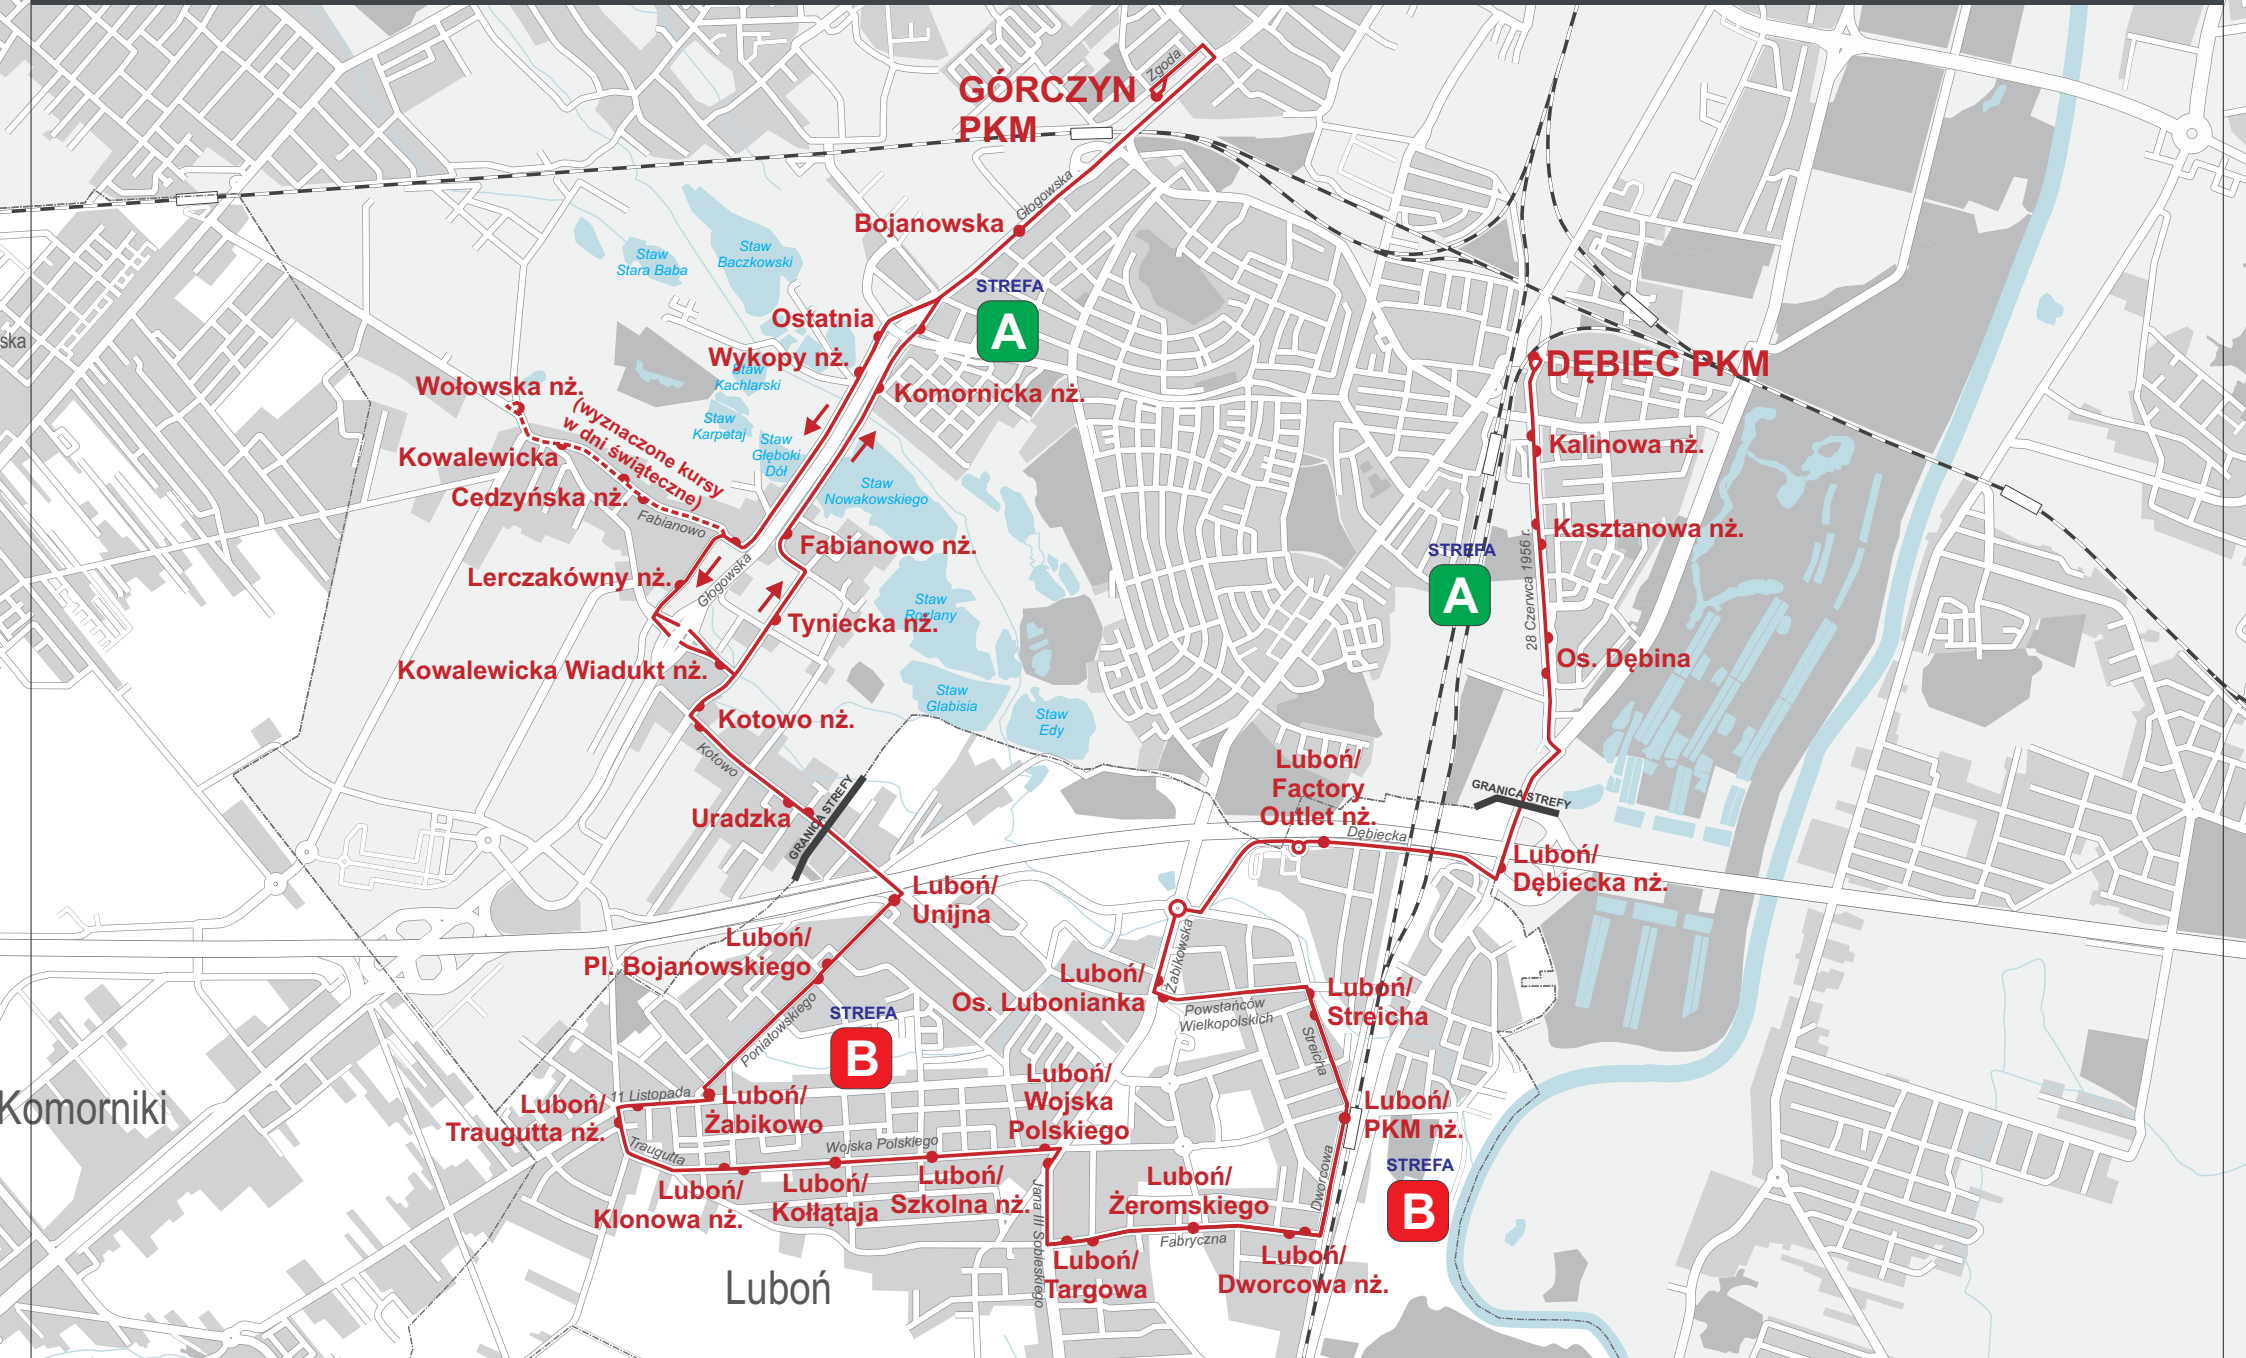 Zgoda
GÓRCZYN
PKM
Głogowska
Bojanowska
Staw
Stara Baba
Staw
Baczkowski
STREFA
A
Ostatnia
Wykopy nż.
Staw
Kachlarski
Komornicka nż.
DĘBIEC PKM
Wołowska nż.
(wyznaczone kursy
w dni świąteczne)
Staw
Karpetaj
Staw
Głęboki
Dół
Kowalewicka
Cedzyńska nż.
Fabianowo
Staw
Nowakowskiego
Kalinowa nż.
Kasztanowa nż.
28 Czerwca 1956 r.
STREFA
A
Fabianowo nż.
Lerczakówny nż.
Głogowska
Staw
Rozlany
Tyniecka nż.
Kowalewicka Wiadukt nż.
Os. Dębina
Staw
Glabisia
Staw
Edy
Kotowo nż.
Kotowo
Uradzka
GRANICA STREFY
Luboń/
Factory
Outlet nż.
Dębiecka
GRANICA STREFY
Luboń/
Dębiecka nż.
Luboń/
Unijna
Luboń/
Pl. Bojanowskiego
Poniatowskiego
Żabikowska
Luboń/
Os. Lubonianka
Powstańców
Wielkopolskich
Luboń/
Streicha
Streicha
STREFA
B
Komorniki
11 Listopada
Luboń/
Traugutta nż.
Luboń/
Żabikowo
Traugutta
Wojska Polskiego
Luboń/
Wojska
Polskiego
Luboń/
PKM nż.
STREFA
B
Luboń/
Klonowa nż.
Luboń/
Kołłątaja
Luboń/
Szkolna nż.
Jana III Sobieskiego
Luboń/
Żeromskiego
Fabryczna
Dworcowa
Luboń/
Targowa
Luboń/
Dworcowa nż.
Luboń
ska